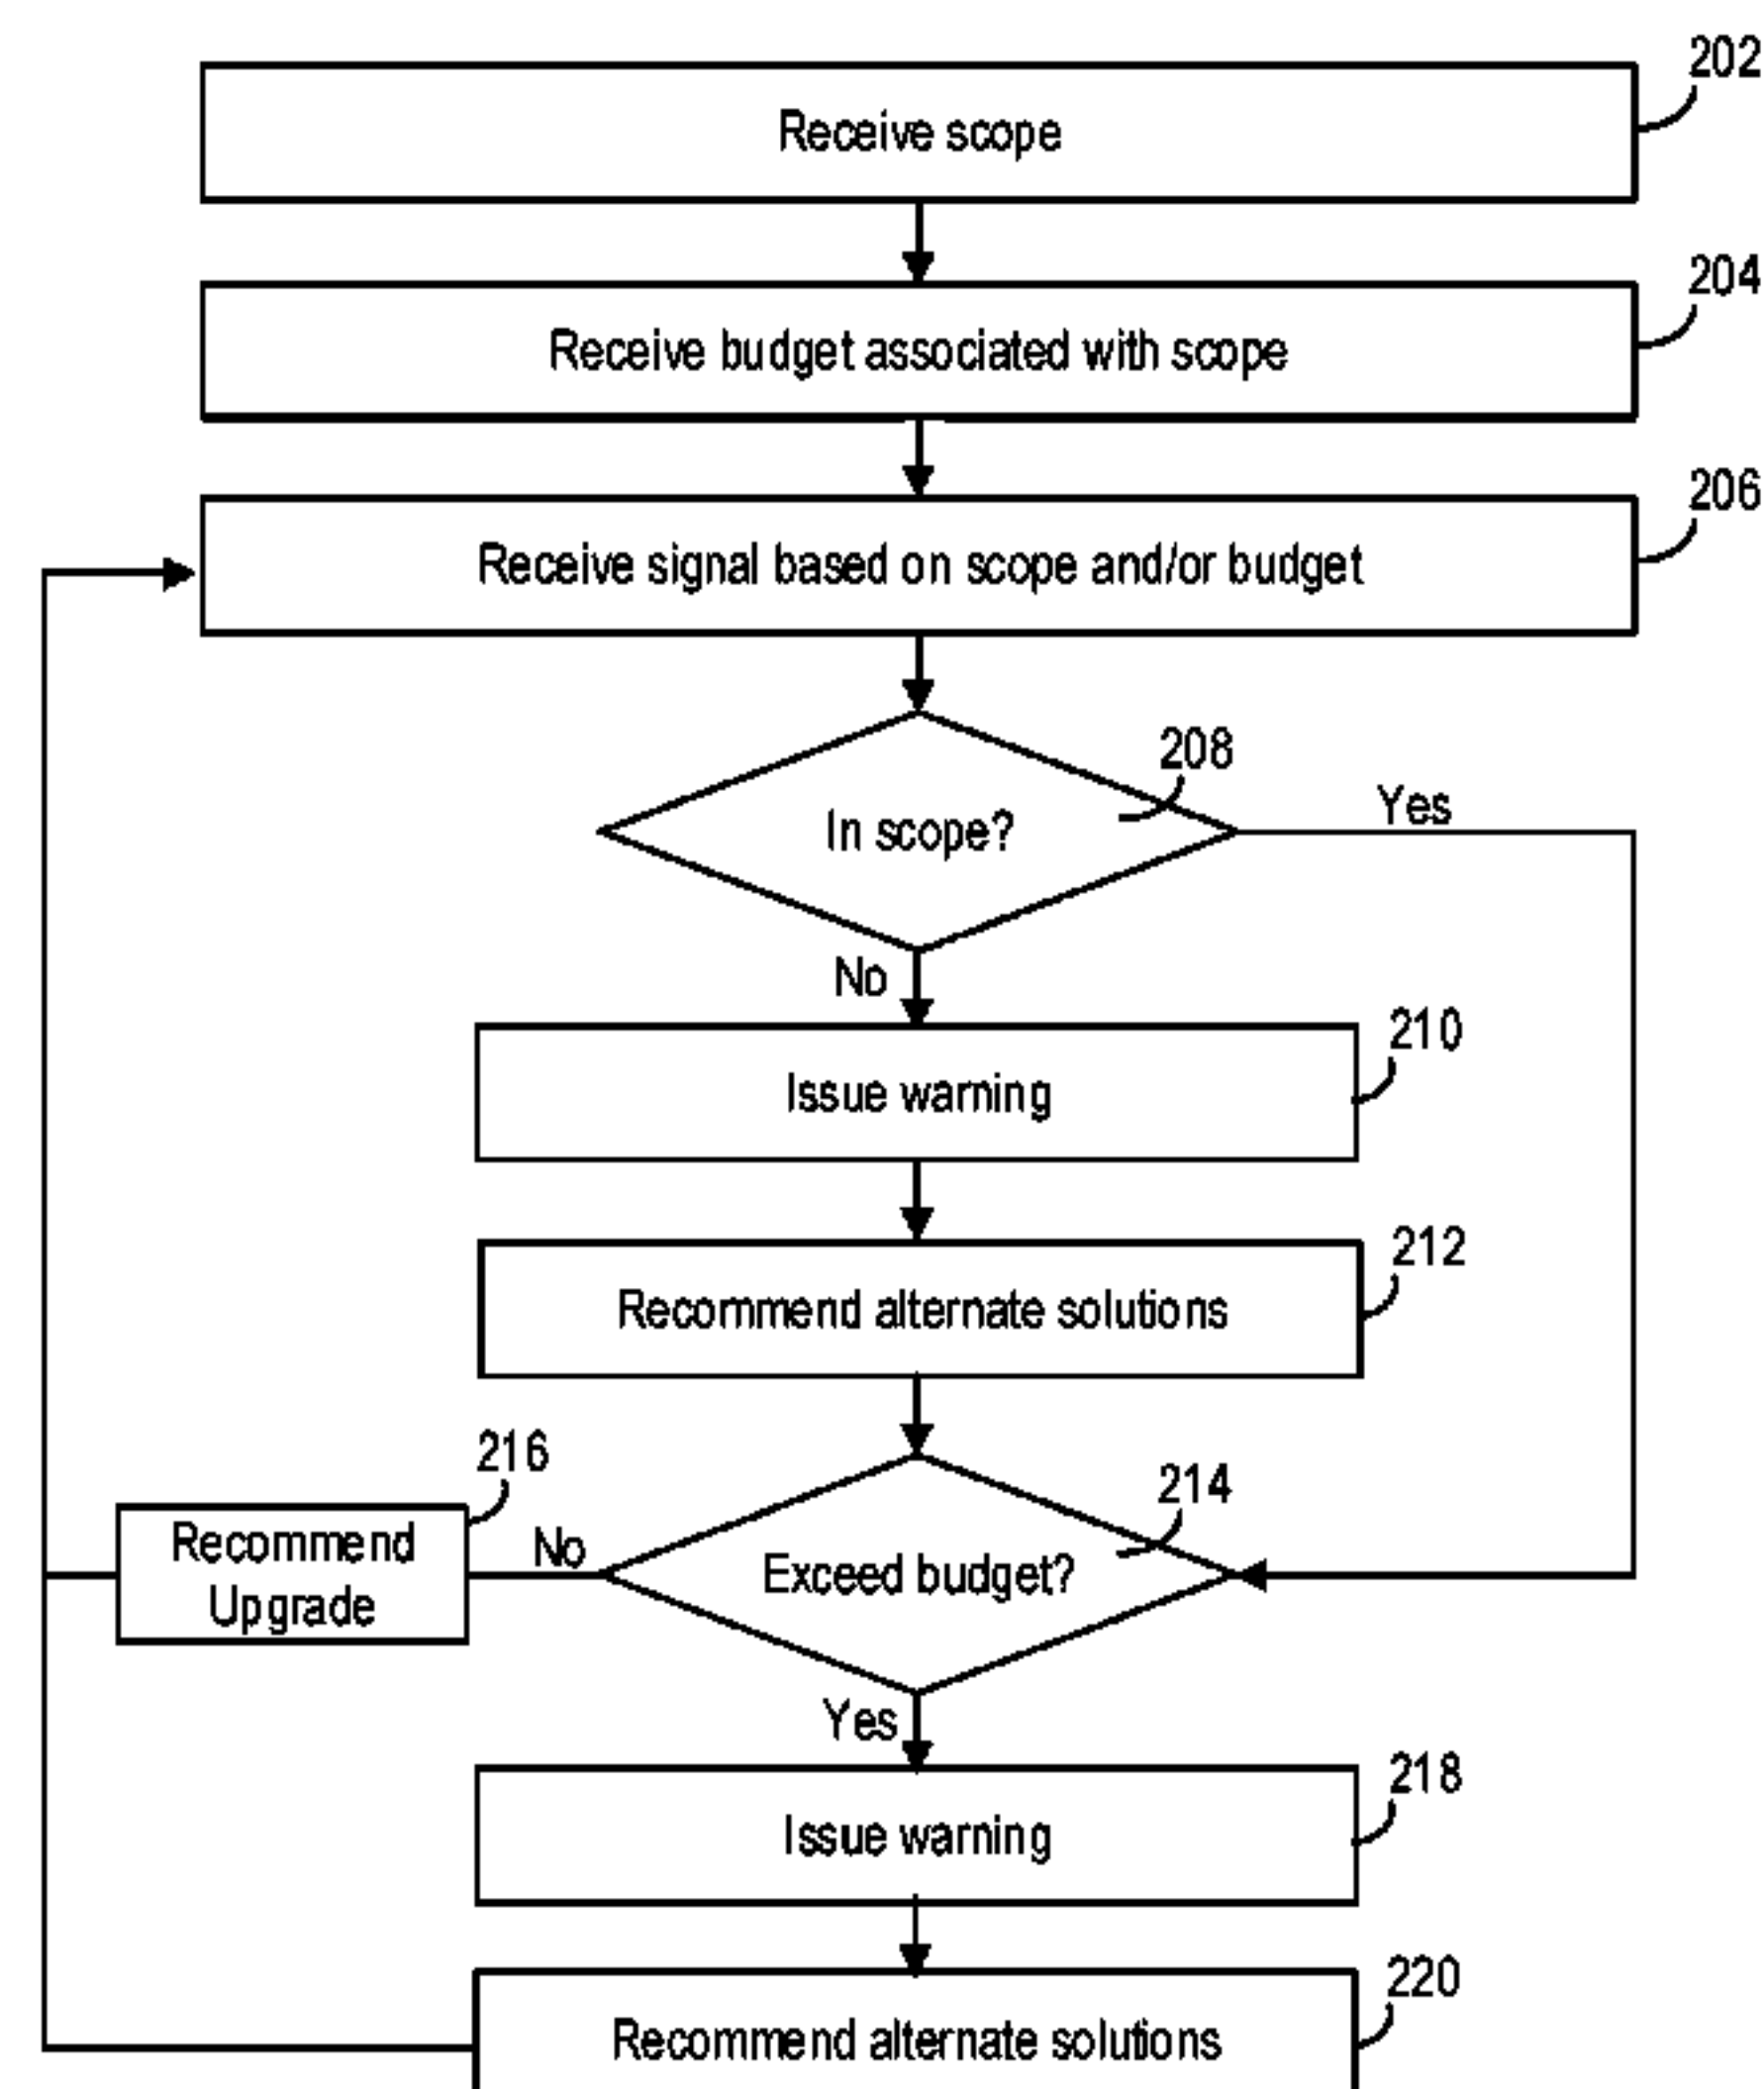 202
Receive scope
204
Receive budget associated with scope
206
Receive signal based on scope and/or budget
208
In scope?
Yes
No
210
Issue warning
212
Recommend alternate solutions
214
216
Recommend
Upgrade
No
Exceed budget?
Yes
218
Issue warning
220
Recommend alternate solutions